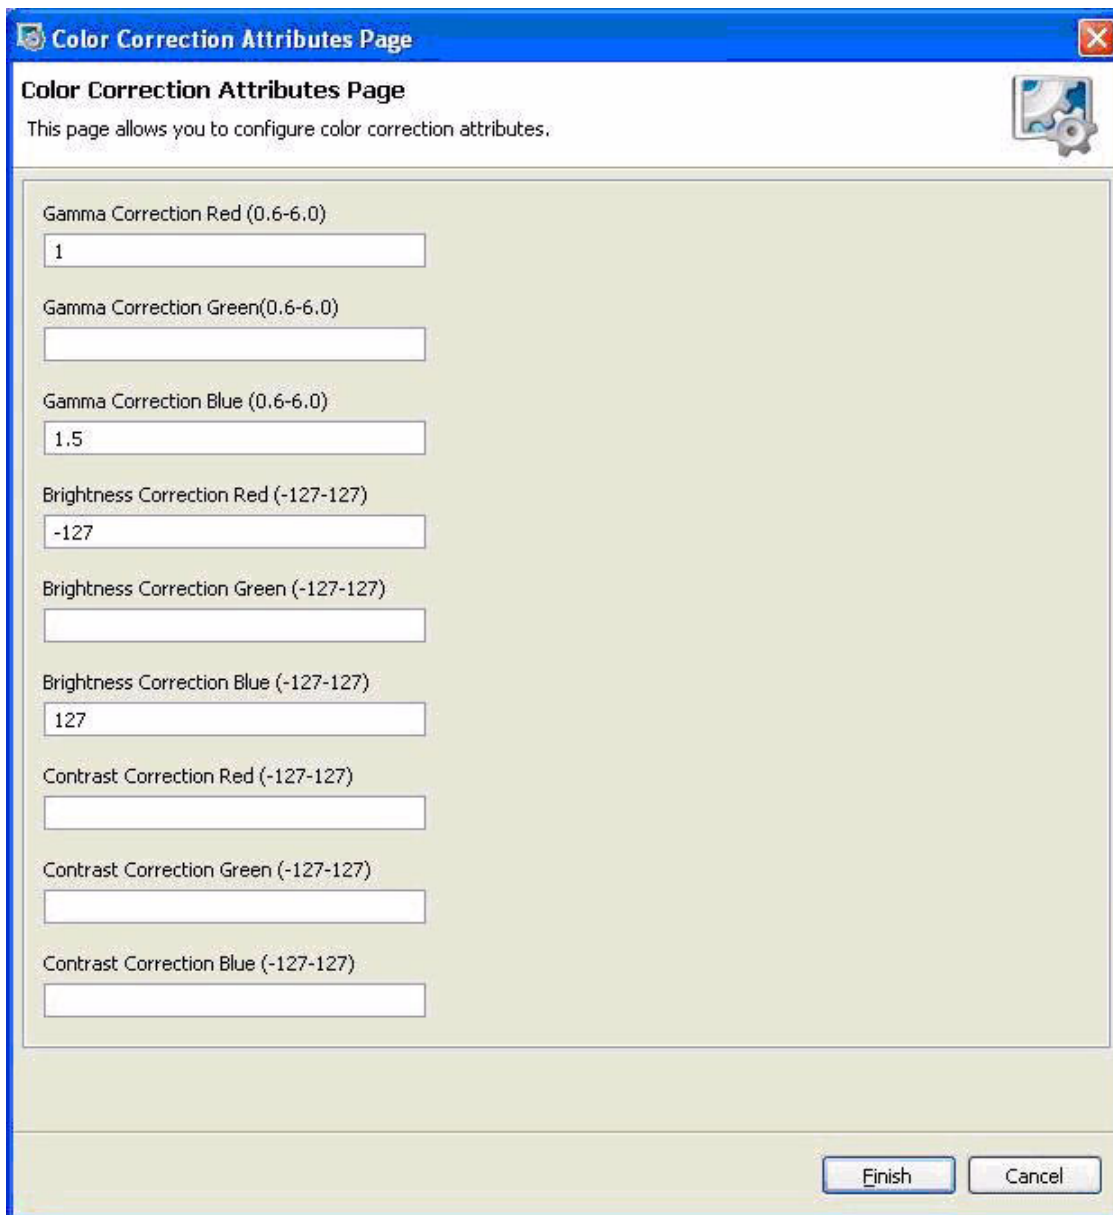 Color Correction Attributes Page
Color Correction Attributes Page
This page allows you to configure color correction attributes.
Gamma Correction Red (0.6-6.0)
1
Gamma Correction Green(0.6-6.0)
Gamma Correction Blue (0.6-6.0)
1.5
Brightness Correction Red (-127-127)
-127
Brightness Correction Green (-127-127)
Brightness Correction Blue (-127-127)
127
Contrast Correction Red (-127-127)
Contrast Correction Green (-127-127)
Contrast Correction Blue (-127-127)
Finish Cancel